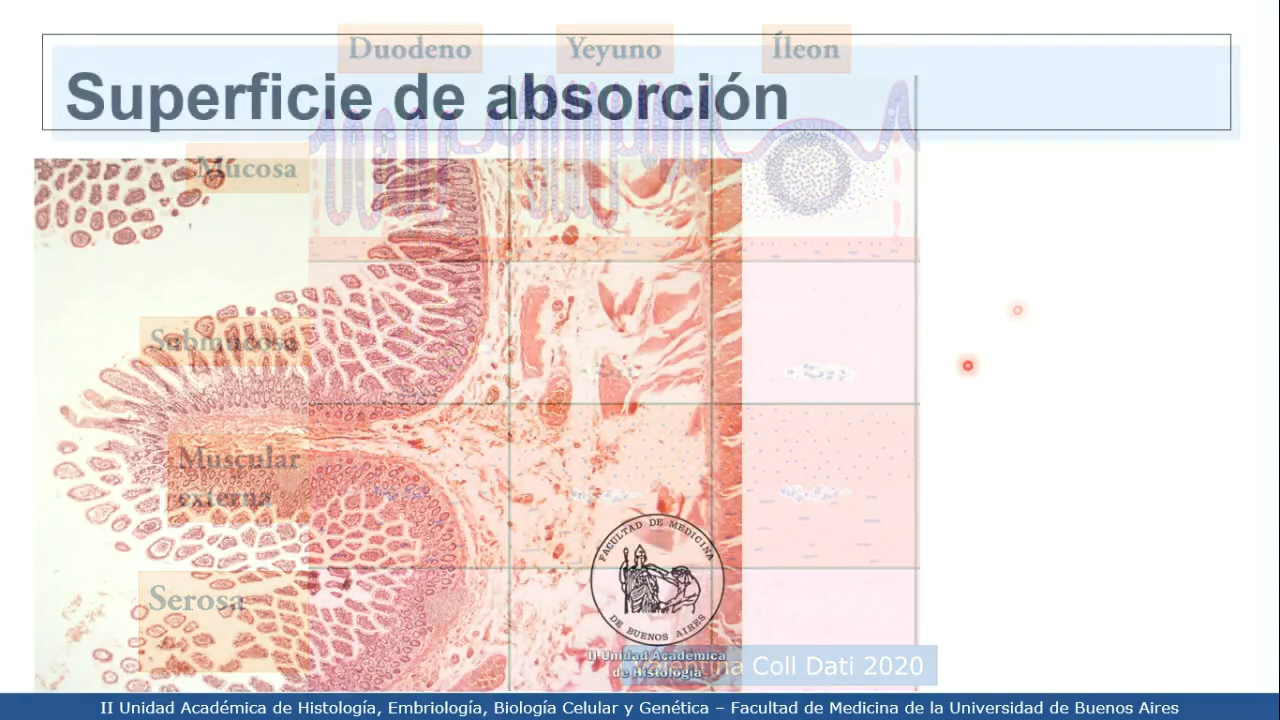 Duodeno
Yeyuno
Íleon
Superficie de absorción
Mucosa
Submucosa
Muscular
externa
Serosa
FACULTAD DE MEDICINA
DE BUENOS AIRES
II Unidad Académica
de Histología
Valentina Coll Dati 2020
II Unidad Académica de Histología, Embriología, Biología Celular y Genética – Facultad de Medicina de la Universidad de Buenos Aires